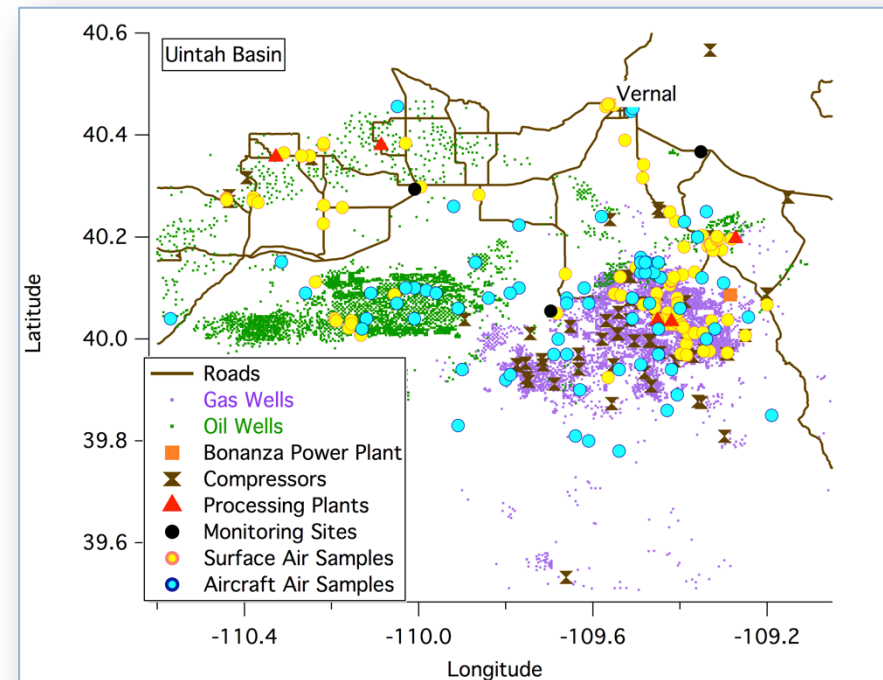 40.6
Uintah Basin
Vernal
40.4
40.2
Latitude
40.0
Roads
Gas Wells
Oil Wells
39.8
Bonanza Power Plant
Compressors
Processing Plants
39.6
Monitoring Sites
Surface Air Samples
Aircraft Air Samples
-110.4 -110.0 -109.6 -109.2
Longitude